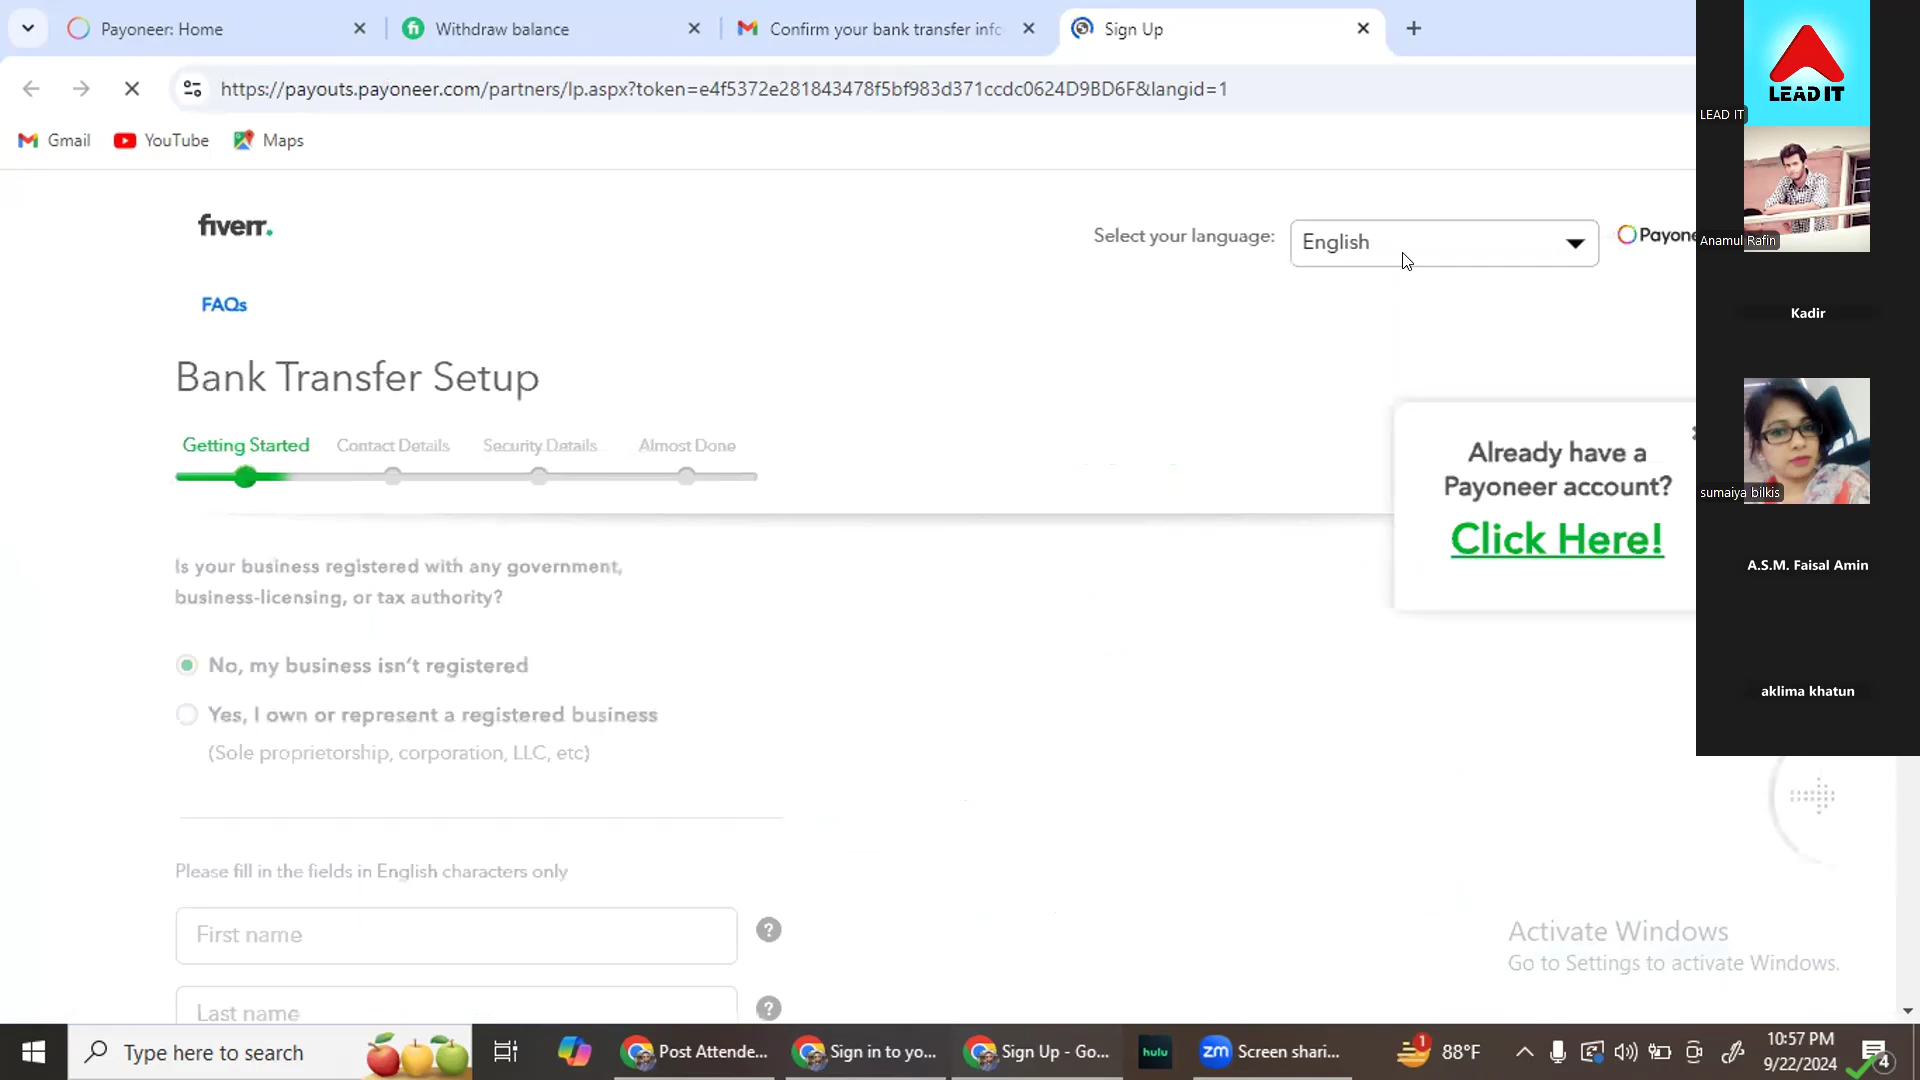 Payoneer: Home
Withdraw balance
Confirm your bank transfer info
Sign Up
https://payouts.payoneer.com/partners/lp.aspx?token=e4f5372e281843478f5bf983d371ccdc0624D9BD6F&langid=1
Gmail
YouTube
Maps
LEAD IT
LEAD IT
Anamul Rafin
Kadir
sumaiya bilkis
A.S.M. Faisal Amin
aklima khatun
fiverr.
Select your language:
English
Payone
FAQs
Bank Transfer Setup
Getting Started
Contact Details
Security Details
Almost Done
Already have a
Payoneer account?
Click Here!
Is your business registered with any government,
business-licensing, or tax authority?
No, my business isn't registered
Yes, I own or represent a registered business
(Sole proprietorship, corporation, LLC, etc)
Please fill in the fields in English characters only
First name
?
Last name
?
Activate Windows
Go to Settings to activate Windows.
Type here to search
Post Attende...
Sign in to yo...
Sign Up - Go...
hulu
zm
Screen shari...
1
88°F
10:57 PM
9/22/2024
4